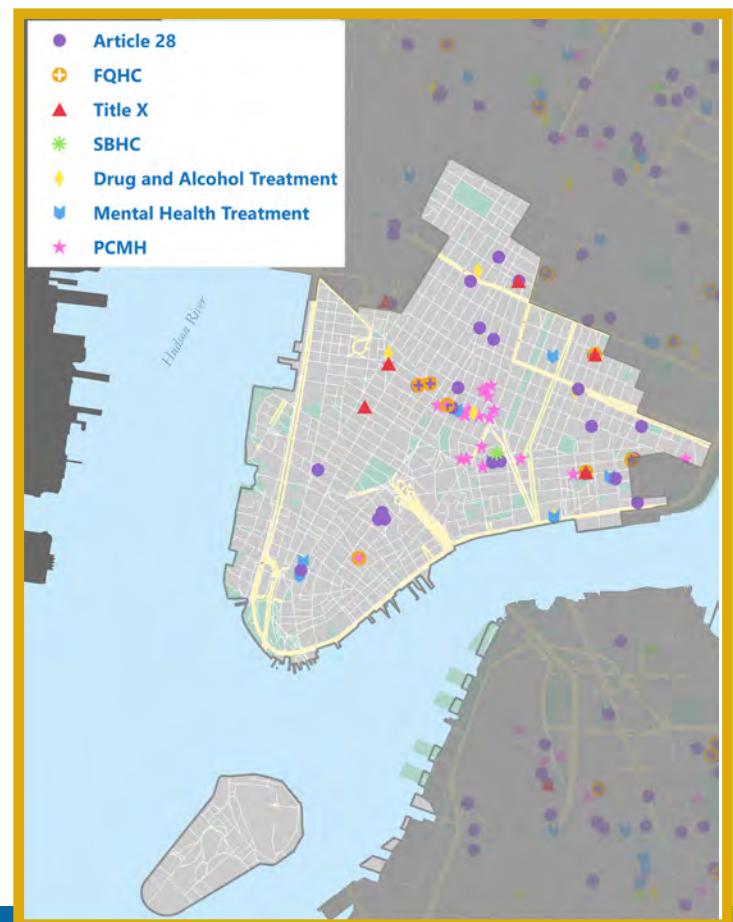 Article 28
FQHC
Title X
SBHC
Drug and Alcohol Treatment
Mental Health Treatment
PCMH
Hudson River